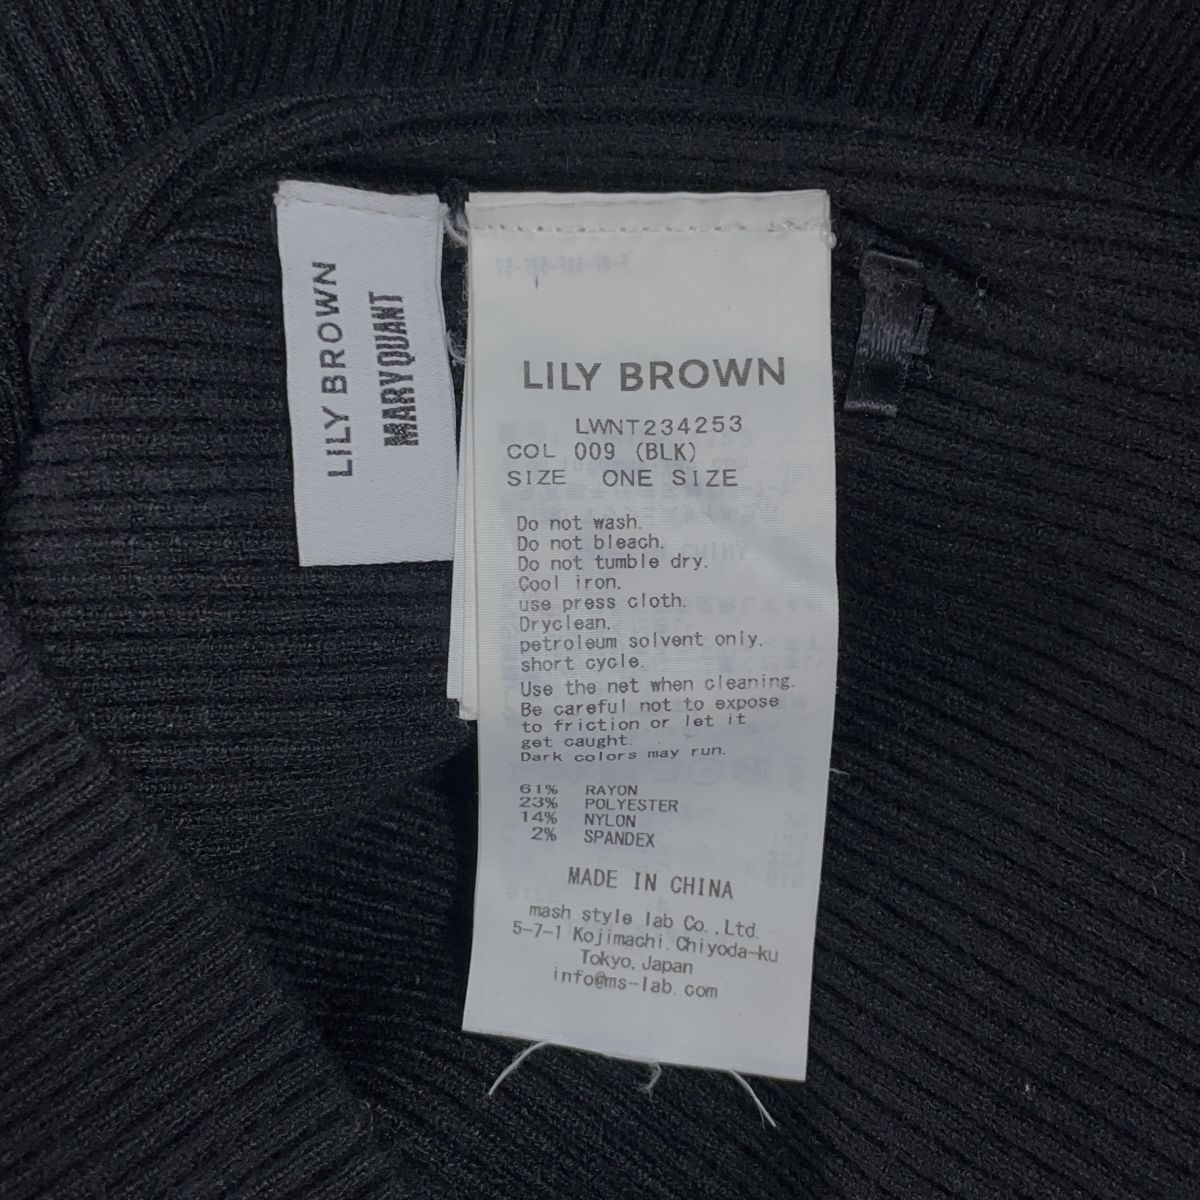 LILY BROWN
MARY QUANT
LILY BROWN
LWNT234253
COL 009 (BLK)
SIZE ONE SIZE
Do not wash.
Do not bleach.
Do not tumble dry.
Cool iron.
use press cloth.
Dryclean.
petroleum solvent only.
short cycle.
Use the net when cleaning.
Be careful not to expose
to friction or let it
get caught.
Dark colors may run.
61% RAYON
23% POLYESTER
14% NYLON
2% SPANDEX
MADE IN CHINA
mash style lab Co.,Ltd.
5-7-1 Kojimachi.Chiyoda-ku
Tokyo.Japan
info@ms-lab.com